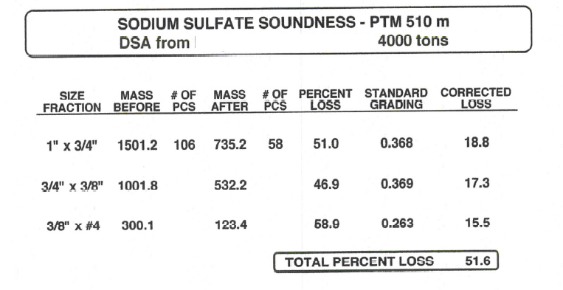 SODIUM SULFATE SOUNDNESS - PTM 510 m
DSA from 4000 tons
SIZE MASS # OF MASS # OF PERCENT STANDARD CORRECTED
FRACTION BEFORE PCS AFTER PCS LOSS GRADING LOSS
1" x 3/4" 1501.2 106 735.2 58 51.0 0.368 18.8
3/4" x 3/8" 1001.8 532.2 46.9 0.369 17.3
3/8" x #4 300.1 123.4 58.9 0.263 15.5
TOTAL PERCENT LOSS 51.6